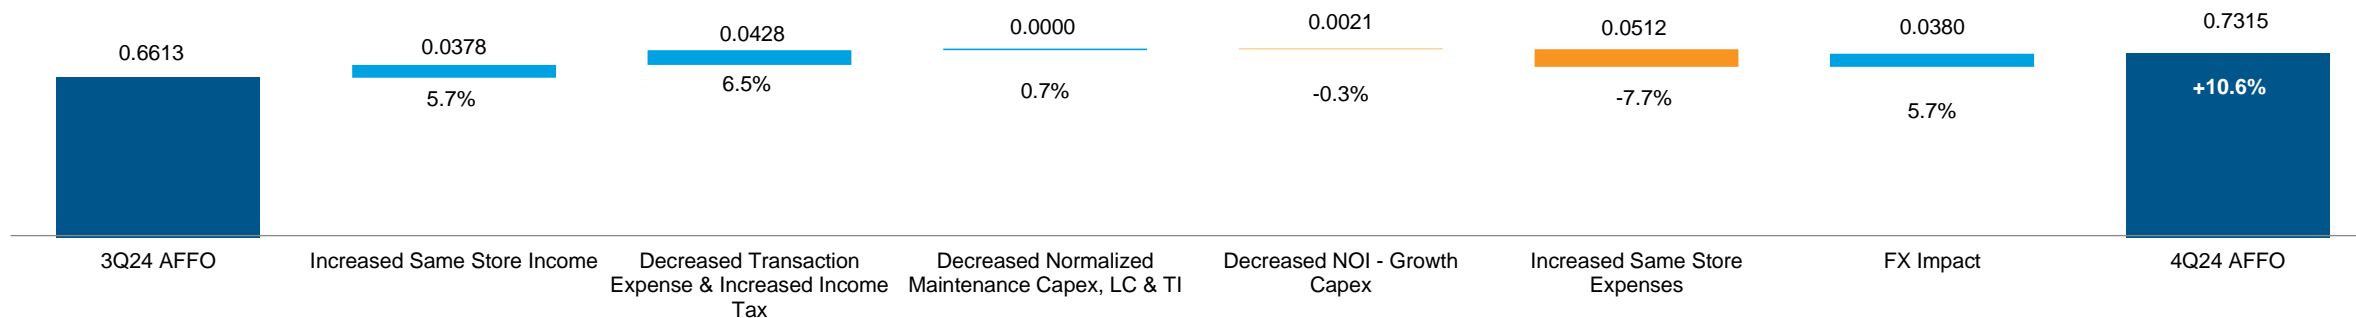 0.6613
0.0378
0.0428
0.0000
0.0021
0.0512
0.0380
0.7315
5.7%
6.5%
0.7%
-0.3%
-7.7%
5.7%
+10.6%
3Q24 AFFO
Increased Same Store Income
Decreased Transaction
Expense & Increased Income
Tax
Decreased Normalized
Maintenance Capex, LC & TI
Decreased NOI - Growth
Capex
Increased Same Store
Expenses
FX Impact
4Q24 AFFO